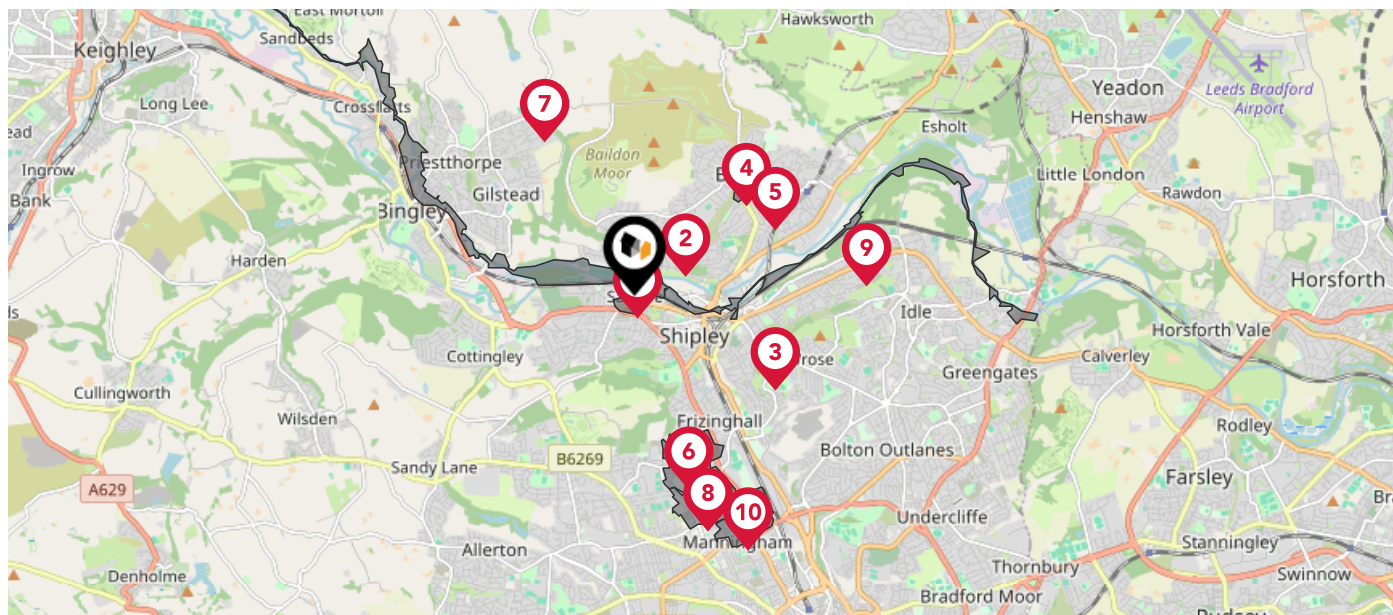 East Morton
Hawksworth
Sandbeds
Keighley
Yeadon
Leeds Bradford
Airport
Long Lee
Crossflatts
7
Henshaw
Esholt
Baildon
Moor
Priestthorpe
4
Ingrow
Little London
Gilstead
5
Rawdon
Bank
Bingley
2
9
Harden
Horsforth
Idle
Shipley
Horsforth Vale
3
rose
Cottingley
Calverley
Greengates
Cullingworth
Wilsden
Frizinghall
Rodley
6
Bolton Outlanes
B6269
Sandy Lane
Farsley
A629
8
10
Undercliffe
Manningham
Allerton
Stanningley
Thornbury
Denholme
Swinnow
Bradford Moor